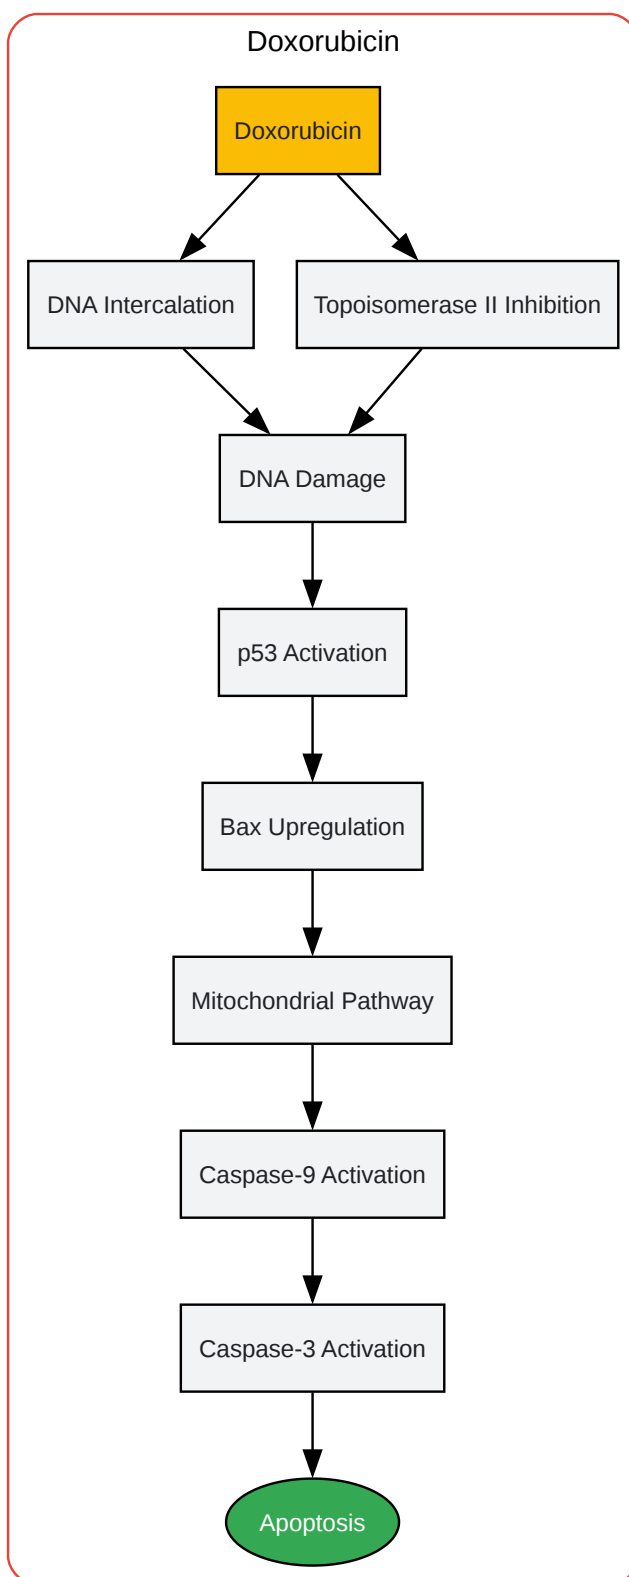 Doxorubicin
Doxorubicin
DNA Intercalation
Topoisomerase II Inhibition
DNA Damage
p53 Activation
Bax Upregulation
Mitochondrial Pathway
Caspase-9 Activation
Caspase-3 Activation
Apoptosis